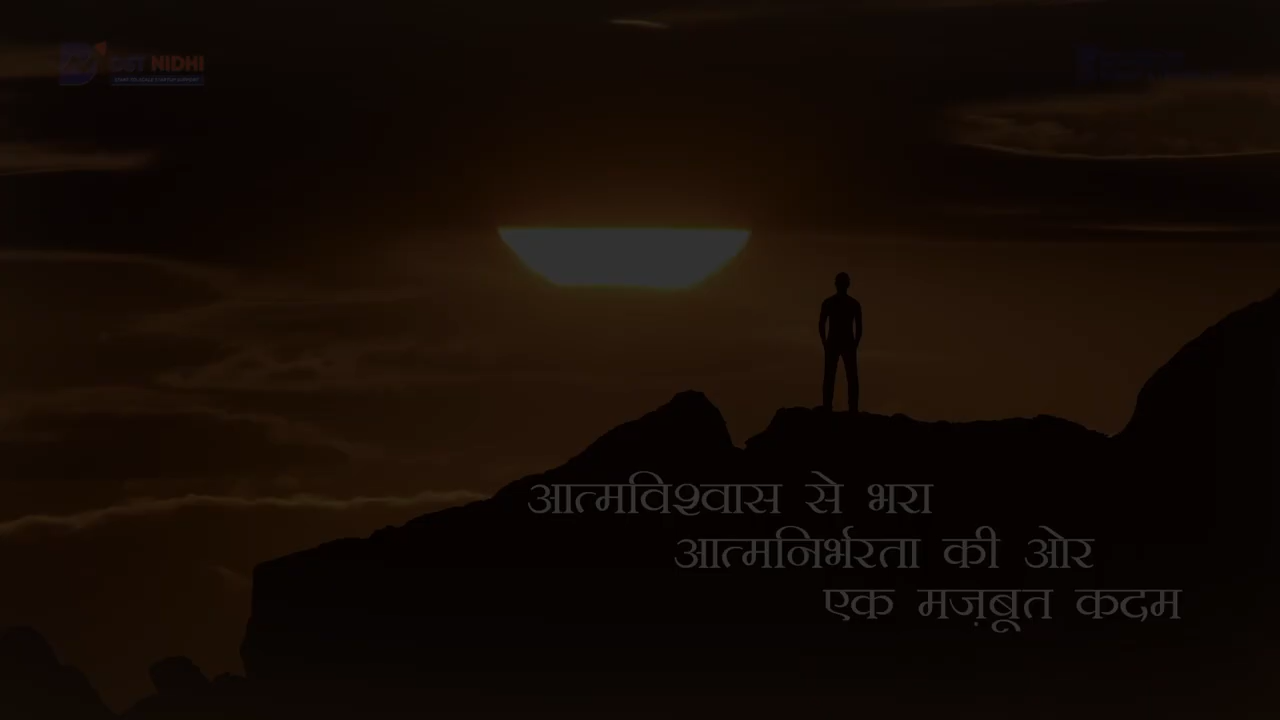 DST NIDHI
आत्मविश्वास से भरा
आत्मनिर्भरता की ओर
एक मज़बूत कदम